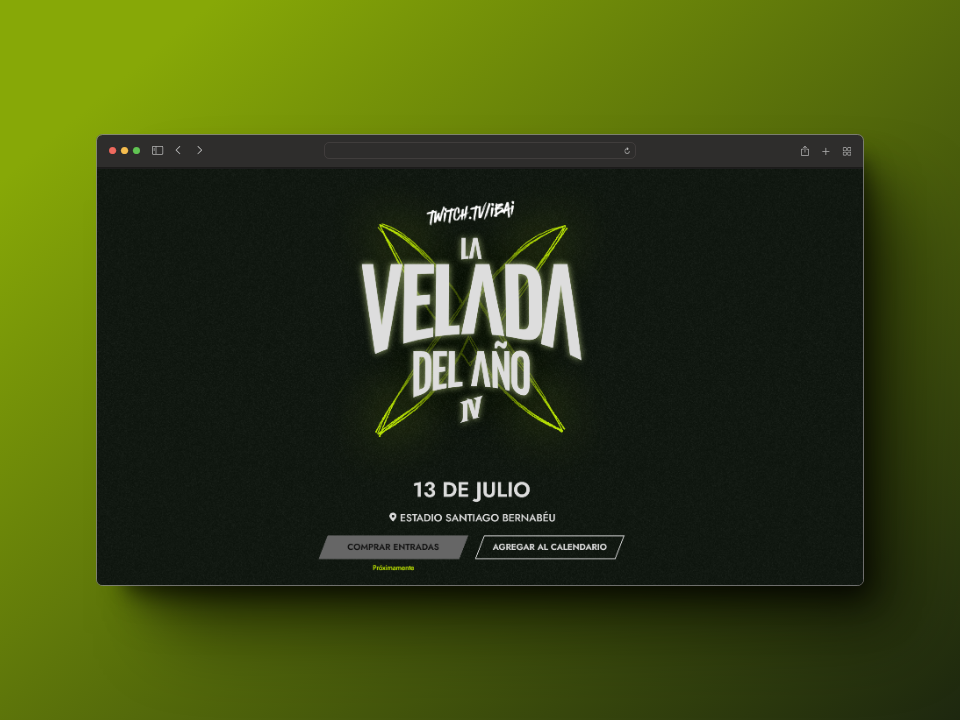 TWITCH.TV/iBAi
LA
VELADA
DEL AÑO
IV
13 DE JULIO
ESTADIO SANTIAGO BERNABÉU
COMPRAR ENTRADAS
AGREGAR AL CALENDARIO
Próximamente